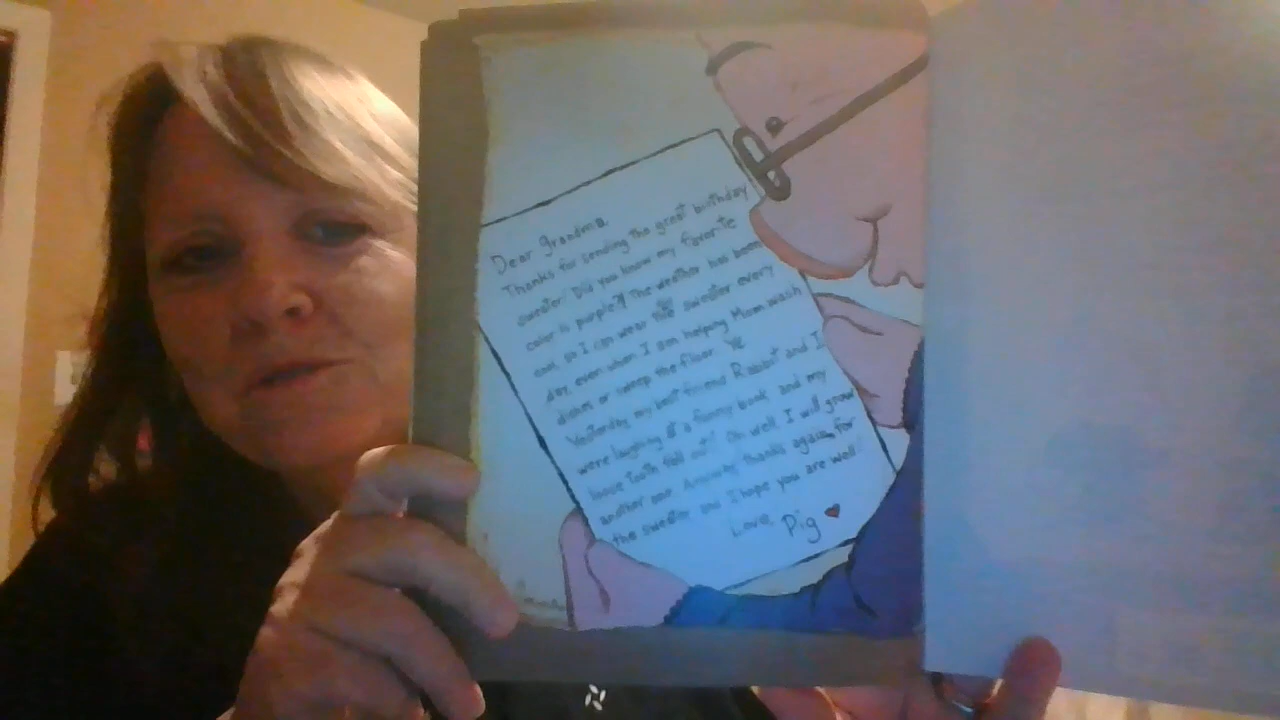 Dear Grandma,
Thanks for sending the great birthday
sweater! Did you know my favorite
color is purple? The weather has been
cool, so I can wear the sweater every
day, even when I am helping Mom wash
dishes or sweep the floor.
Yesterday my best friend Rabbit and I
were laughing at a funny book, and my
loose tooth fell out! Oh well, I will grow
another one. Anyway, thanks again for
the sweater and I hope you are well!
Love, Pig